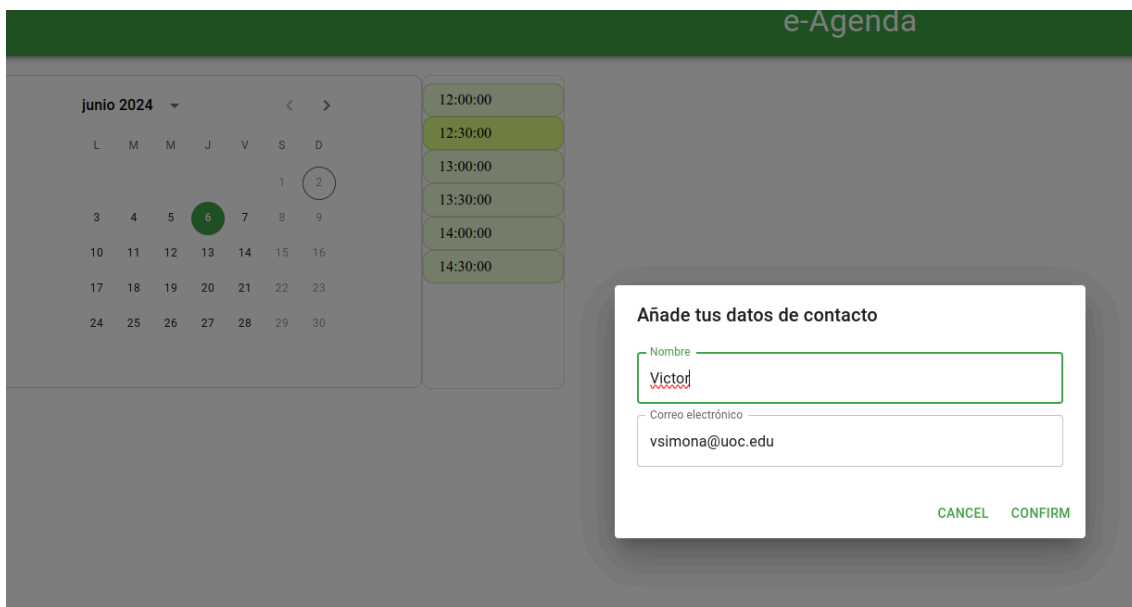 e-Agenda
junio 2024
L M M J V S D
1 2
3 4 5 6 7 8 9
10 11 12 13 14 15 16
17 18 19 20 21 22 23
24 25 26 27 28 29 30
12:00:00
12:30:00
13:00:00
13:30:00
14:00:00
14:30:00
Añade tus datos de contacto
Nombre
Victor
Correo electrónico
vsimona@uoc.edu
CANCEL CONFIRM